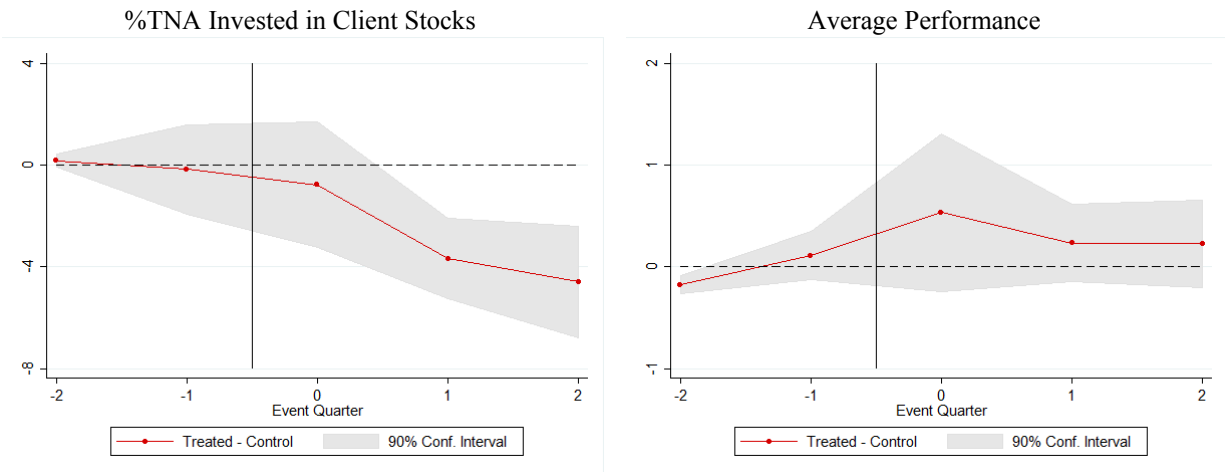 %TNA Invested in Client Stocks
4
0
-4
-8
-2 -1 0 1 2
Event Quarter
Treated - Control 90% Conf. Interval
Average Performance
2
1
0
-1
-2 -1 0 1 2
Event Quarter
Treated - Control 90% Conf. Interval